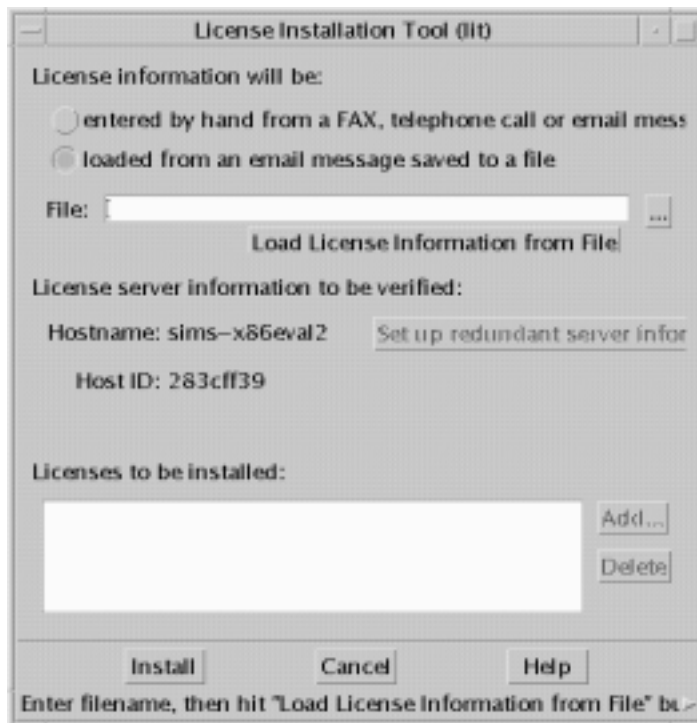 License Installation Tool (lit)
License information will be:
entered by hand from a FAX, telephone call or email mess
loaded from an email message saved to a file
File:
...
Load License Information from File
License server information to be verified:
Hostname: sims-x86eval2
Set up redundant server infor
Host ID: 283cff39
Licenses to be installed:
Add...
Delete
Install Cancel Help
Enter filename, then hit "Load License Information from File" bu